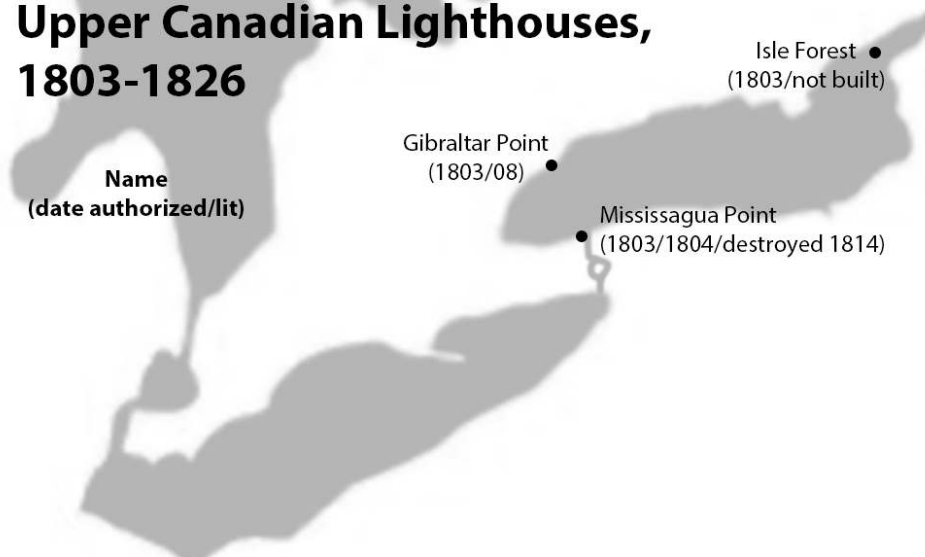 Upper Canadian Lighthouses,
1803-1826
Isle Forest
(1803/not built)
Gibraltar Point
(1803/08)
Name
(date authorized/lit)
Mississagua Point
(1803/1804/destroyed 1814)